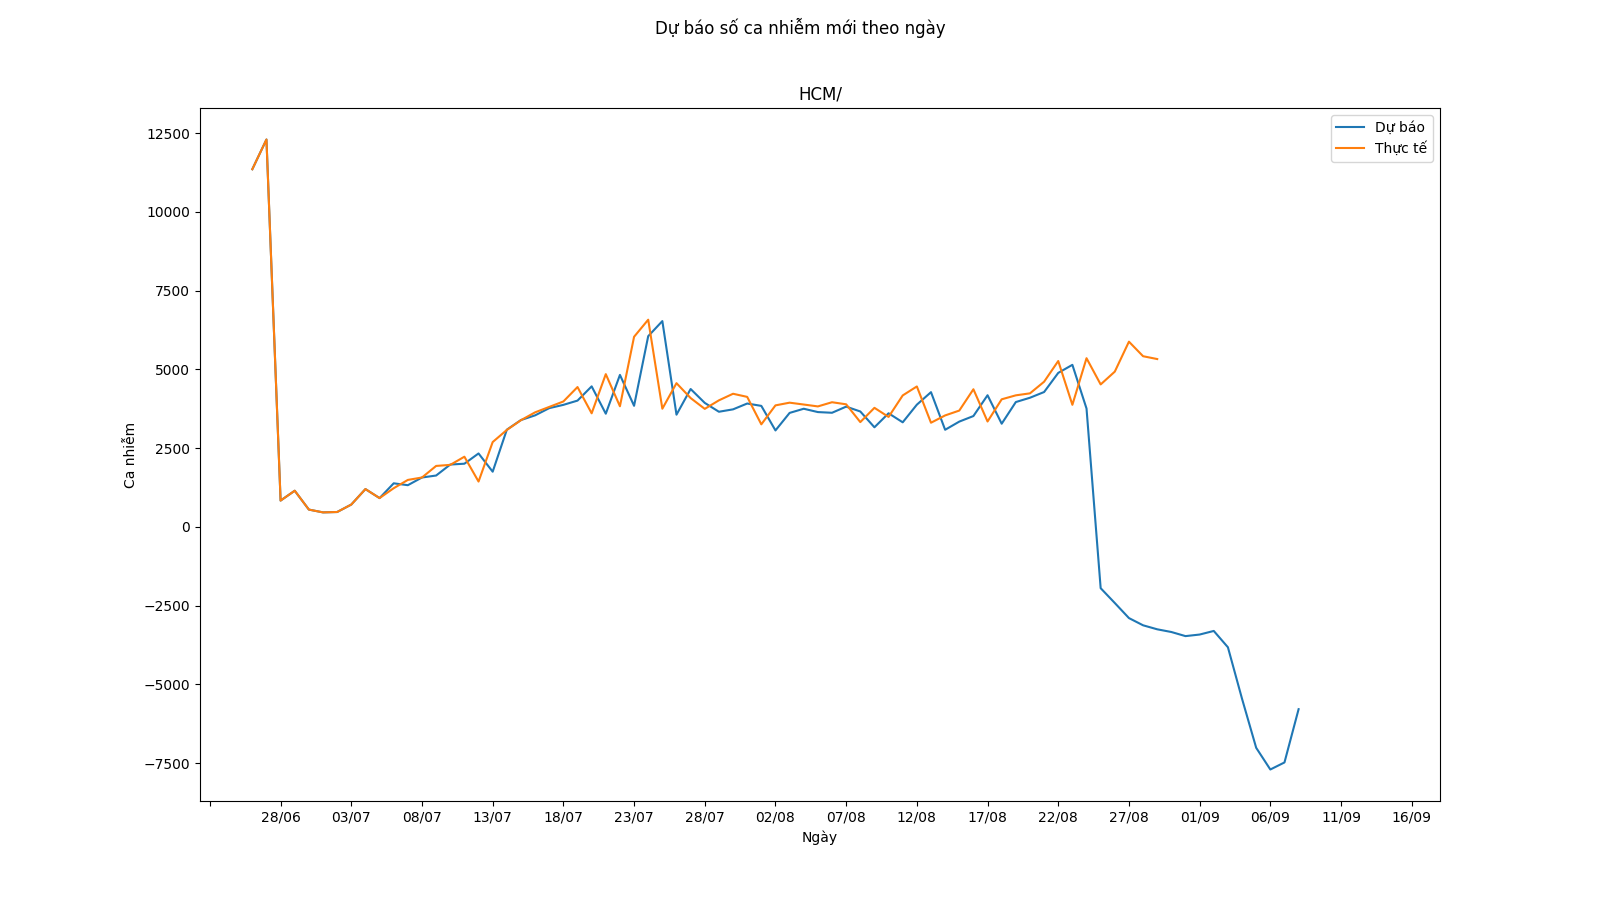 Dự báo số ca nhiễm mới theo ngày
HCM/
Dự báo
Thực tế
12500
10000
7500
5000
2500
0
−2500
−5000
−7500
Ca nhiễm
28/06 03/07 08/07 13/07 18/07 23/07 28/07 02/08 07/08 12/08 17/08 22/08 27/08 01/09 06/09 11/09 16/09
Ngày